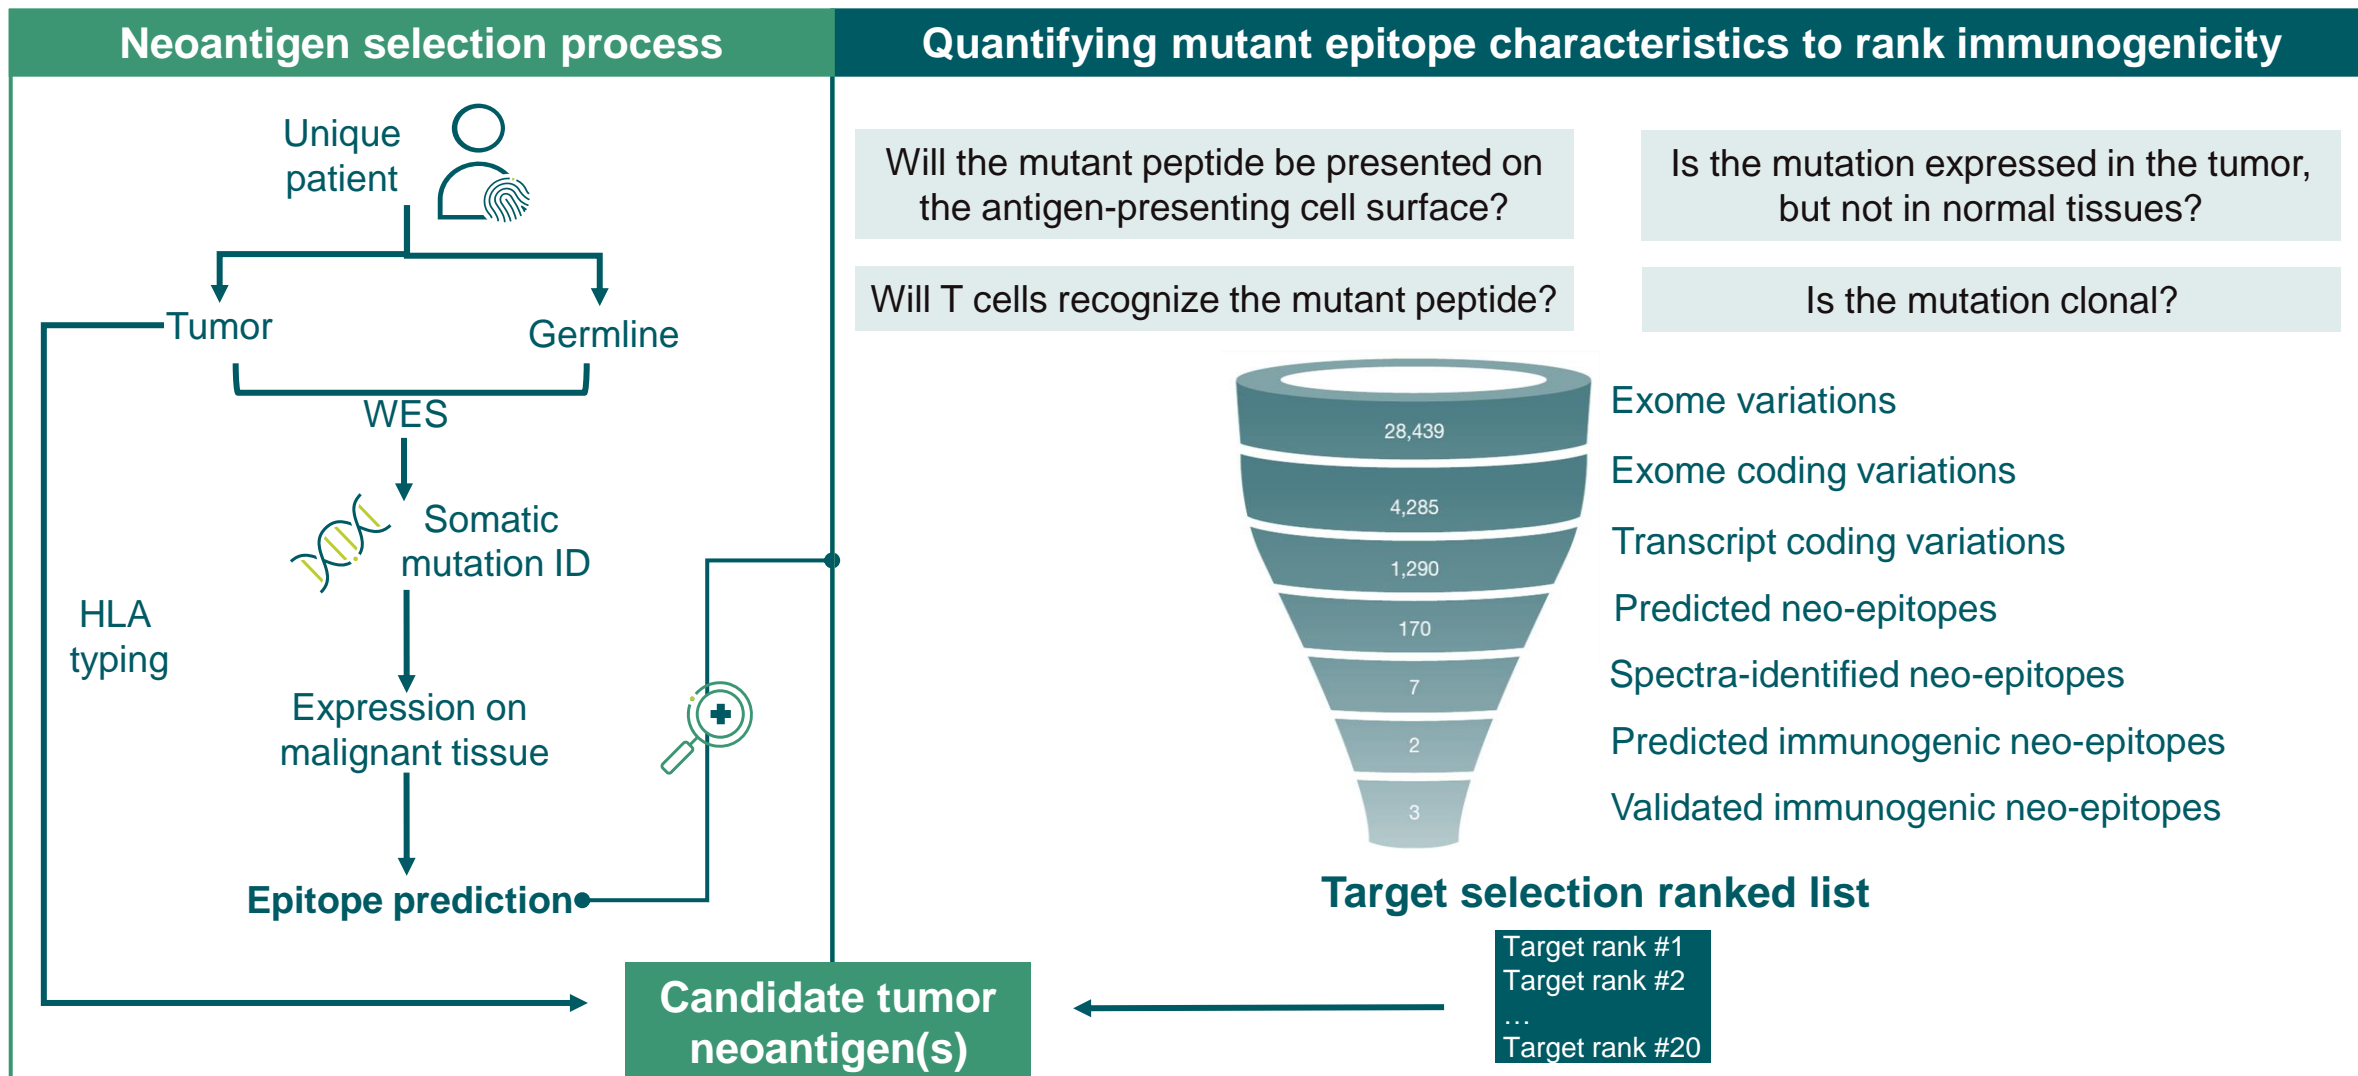 Neoantigen selection process
Unique
patient
Tumor
Germline
WES
Somatic
mutation ID
HLA
typing
Expression on
malignant tissue
Epitope prediction
Candidate tumor
neoantigen(s)
Quantifying mutant epitope characteristics to rank immunogenicity
Will the mutant peptide be presented on
the antigen-presenting cell surface?
Is the mutation expressed in the tumor,
but not in normal tissues?
Will T cells recognize the mutant peptide?
Is the mutation clonal?
28,439
Exome variations
4,285
Exome coding variations
1,290
Transcript coding variations
170
Predicted neo-epitopes
7
Spectra-identified neo-epitopes
2
Predicted immunogenic neo-epitopes
3
Validated immunogenic neo-epitopes
Target selection ranked list
Target rank #1
Target rank #2
…
Target rank #20